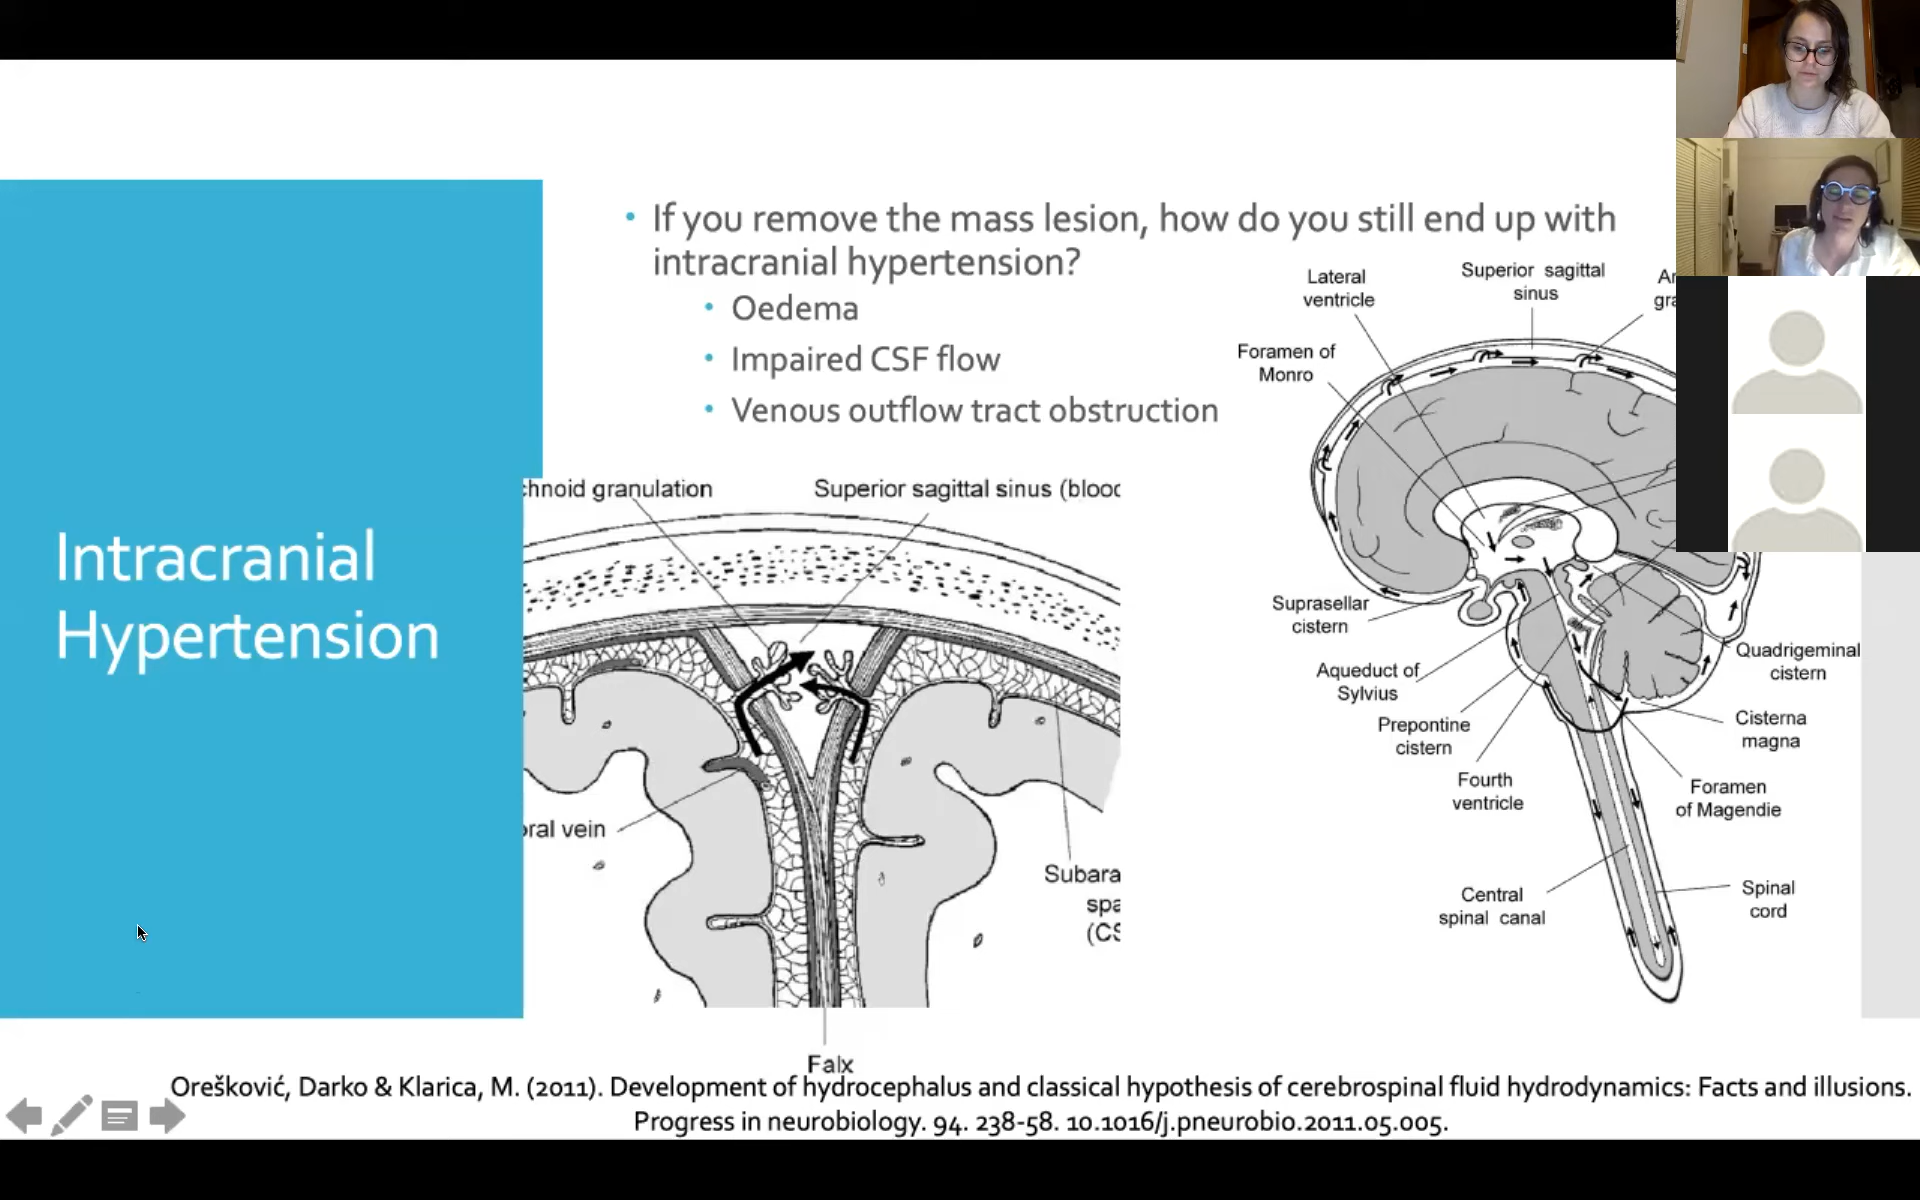 Intracranial
Hypertension
• If you remove the mass lesion, how do you still end up with
intracranial hypertension?
• Oedema
• Impaired CSF flow
• Venous outflow tract obstruction
chnoid granulation
Superior sagittal sinus (blood
oral vein
Subara
spa
(CS
Falx
Lateral
ventricle
Superior sagittal
sinus
Ar
gra
Foramen of
Monro
Suprasellar
cistern
Aqueduct of
Sylvius
Prepontine
cistern
Fourth
ventricle
Central
spinal canal
Quadrigeminal
cistern
Cisterna
magna
Foramen
of Magendie
Spinal
cord
Orešković, Darko & Klarica, M. (2011). Development of hydrocephalus and classical hypothesis of cerebrospinal fluid hydrodynamics: Facts and illusions.
Progress in neurobiology. 94. 238-58. 10.1016/j.pneurobio.2011.05.005.